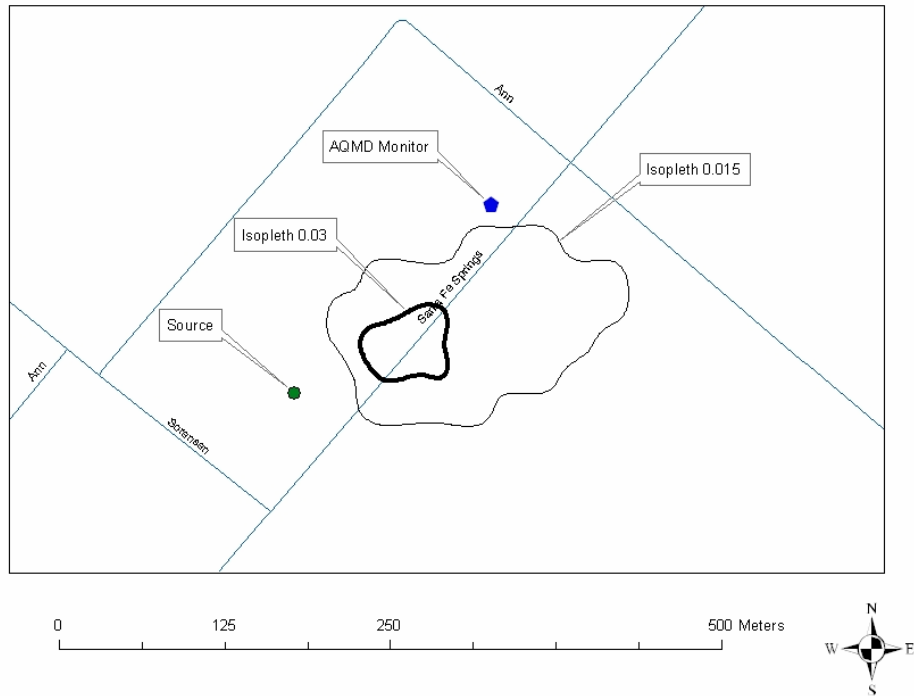 Ann
AQMD Monitor
Isopleth 0.015
Isopleth 0.03
Santa Fe Springs
Source
Ann
Sorensen
0 125 250 500 Meters
N
W E
S